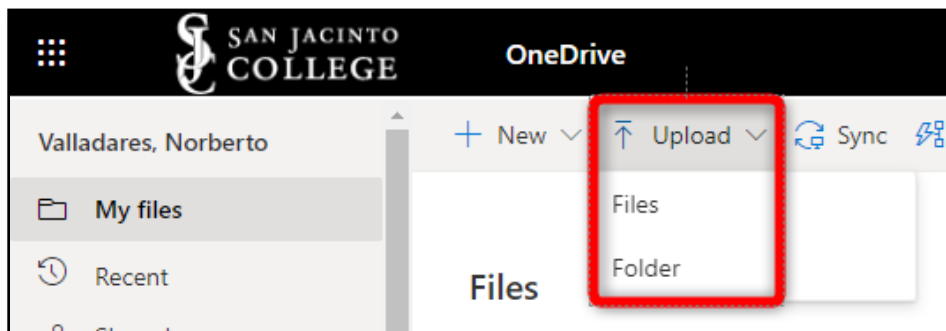 SAN JACINTO
COLLEGE
OneDrive
Valladares, Norberto
New
Upload
Sync
My files
Files
Recent
Folder
Files